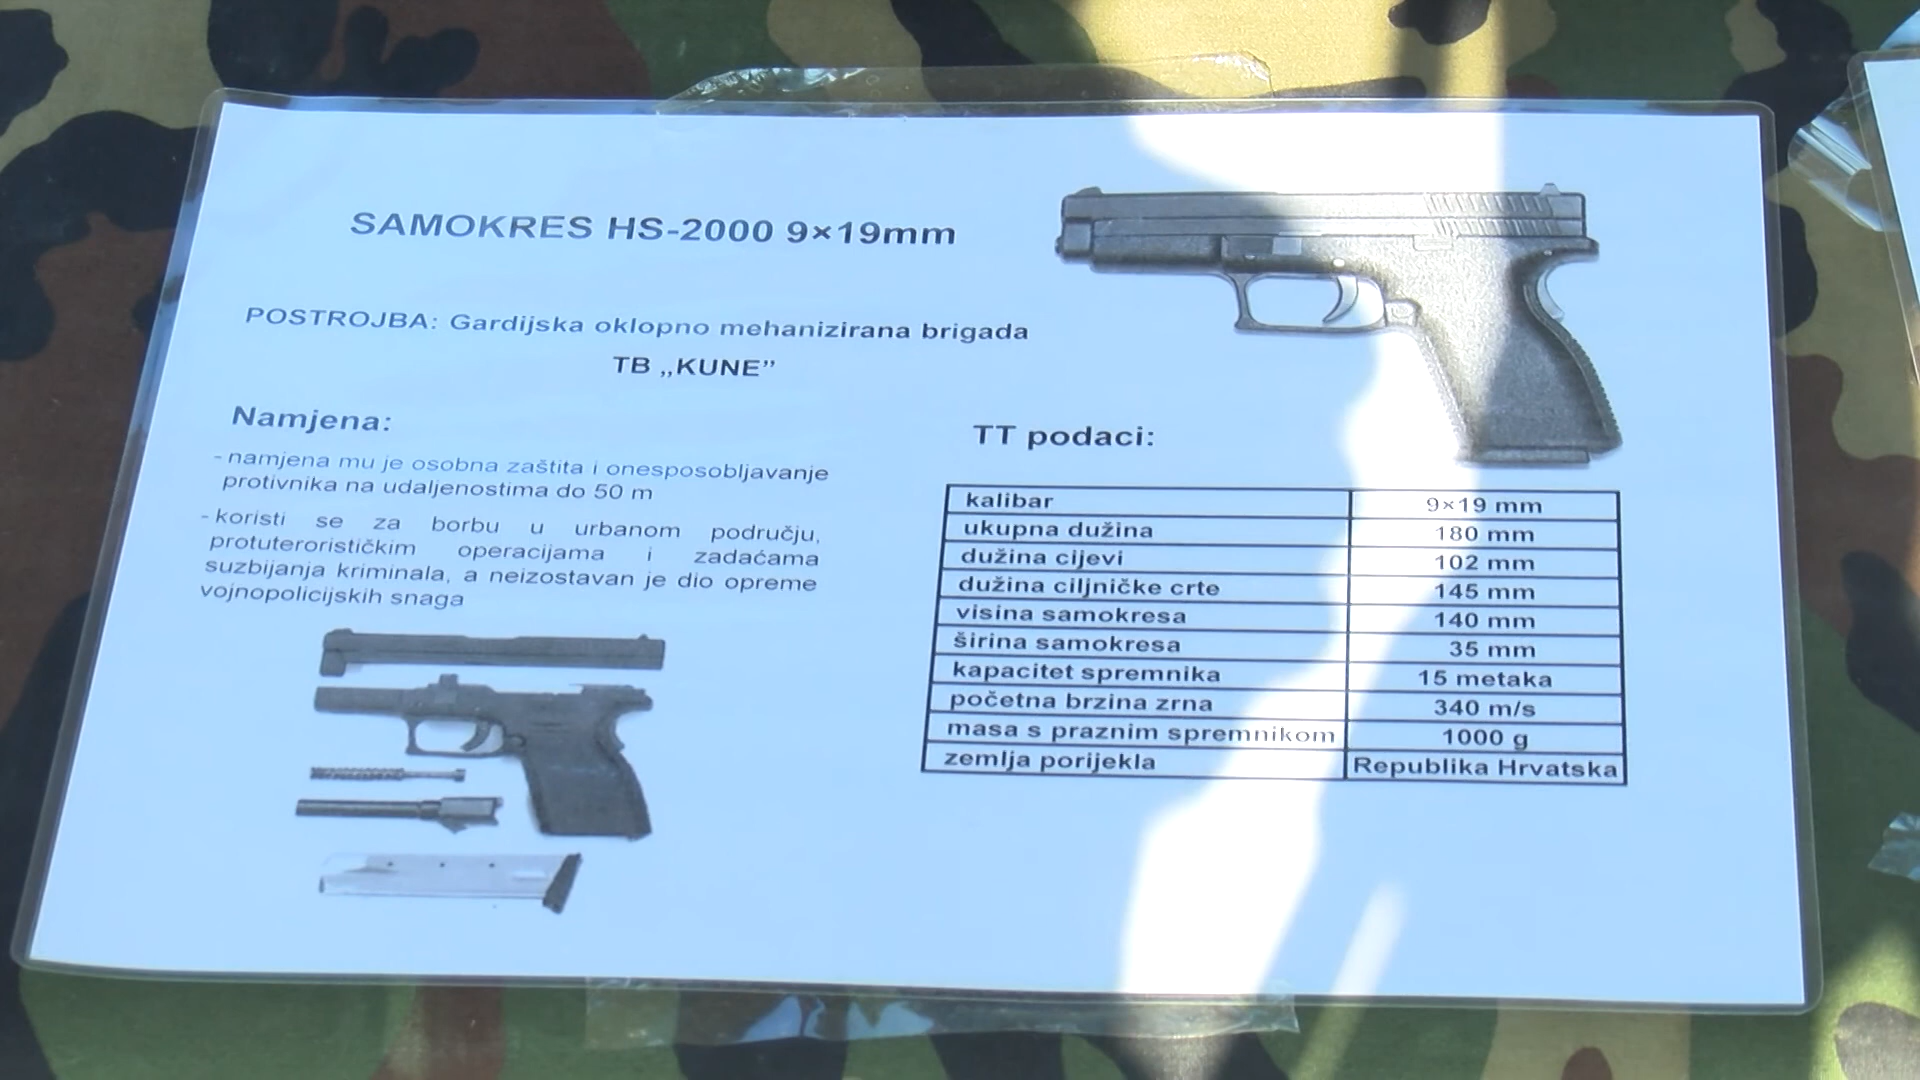 SAMOKRES HS-2000 9×19mm
POSTROJBA: Gardijska oklopno mehanizirana brigada
TB „KUNE”
Namjena:
- namjena mu je osobna zaštita i onesposobljavanje
protivnika na udaljenostima do 50 m
- koristi se za borbu u urbanom području,
protuterorističkim operacijama i zadaćama
suzbijanja kriminala, a neizostavan je dio opreme
vojnopolicijskih snaga
TT podaci:
kalibar 9×19 mm
ukupna dužina 180 mm
dužina cijevi 102 mm
dužina ciljničke crte 145 mm
visina samokresa 140 mm
širina samokresa 35 mm
kapacitet spremnika 15 metaka
početna brzina zrna 340 m/s
masa s praznim spremnikom 1000 g
zemlja porijekla Republika Hrvatska